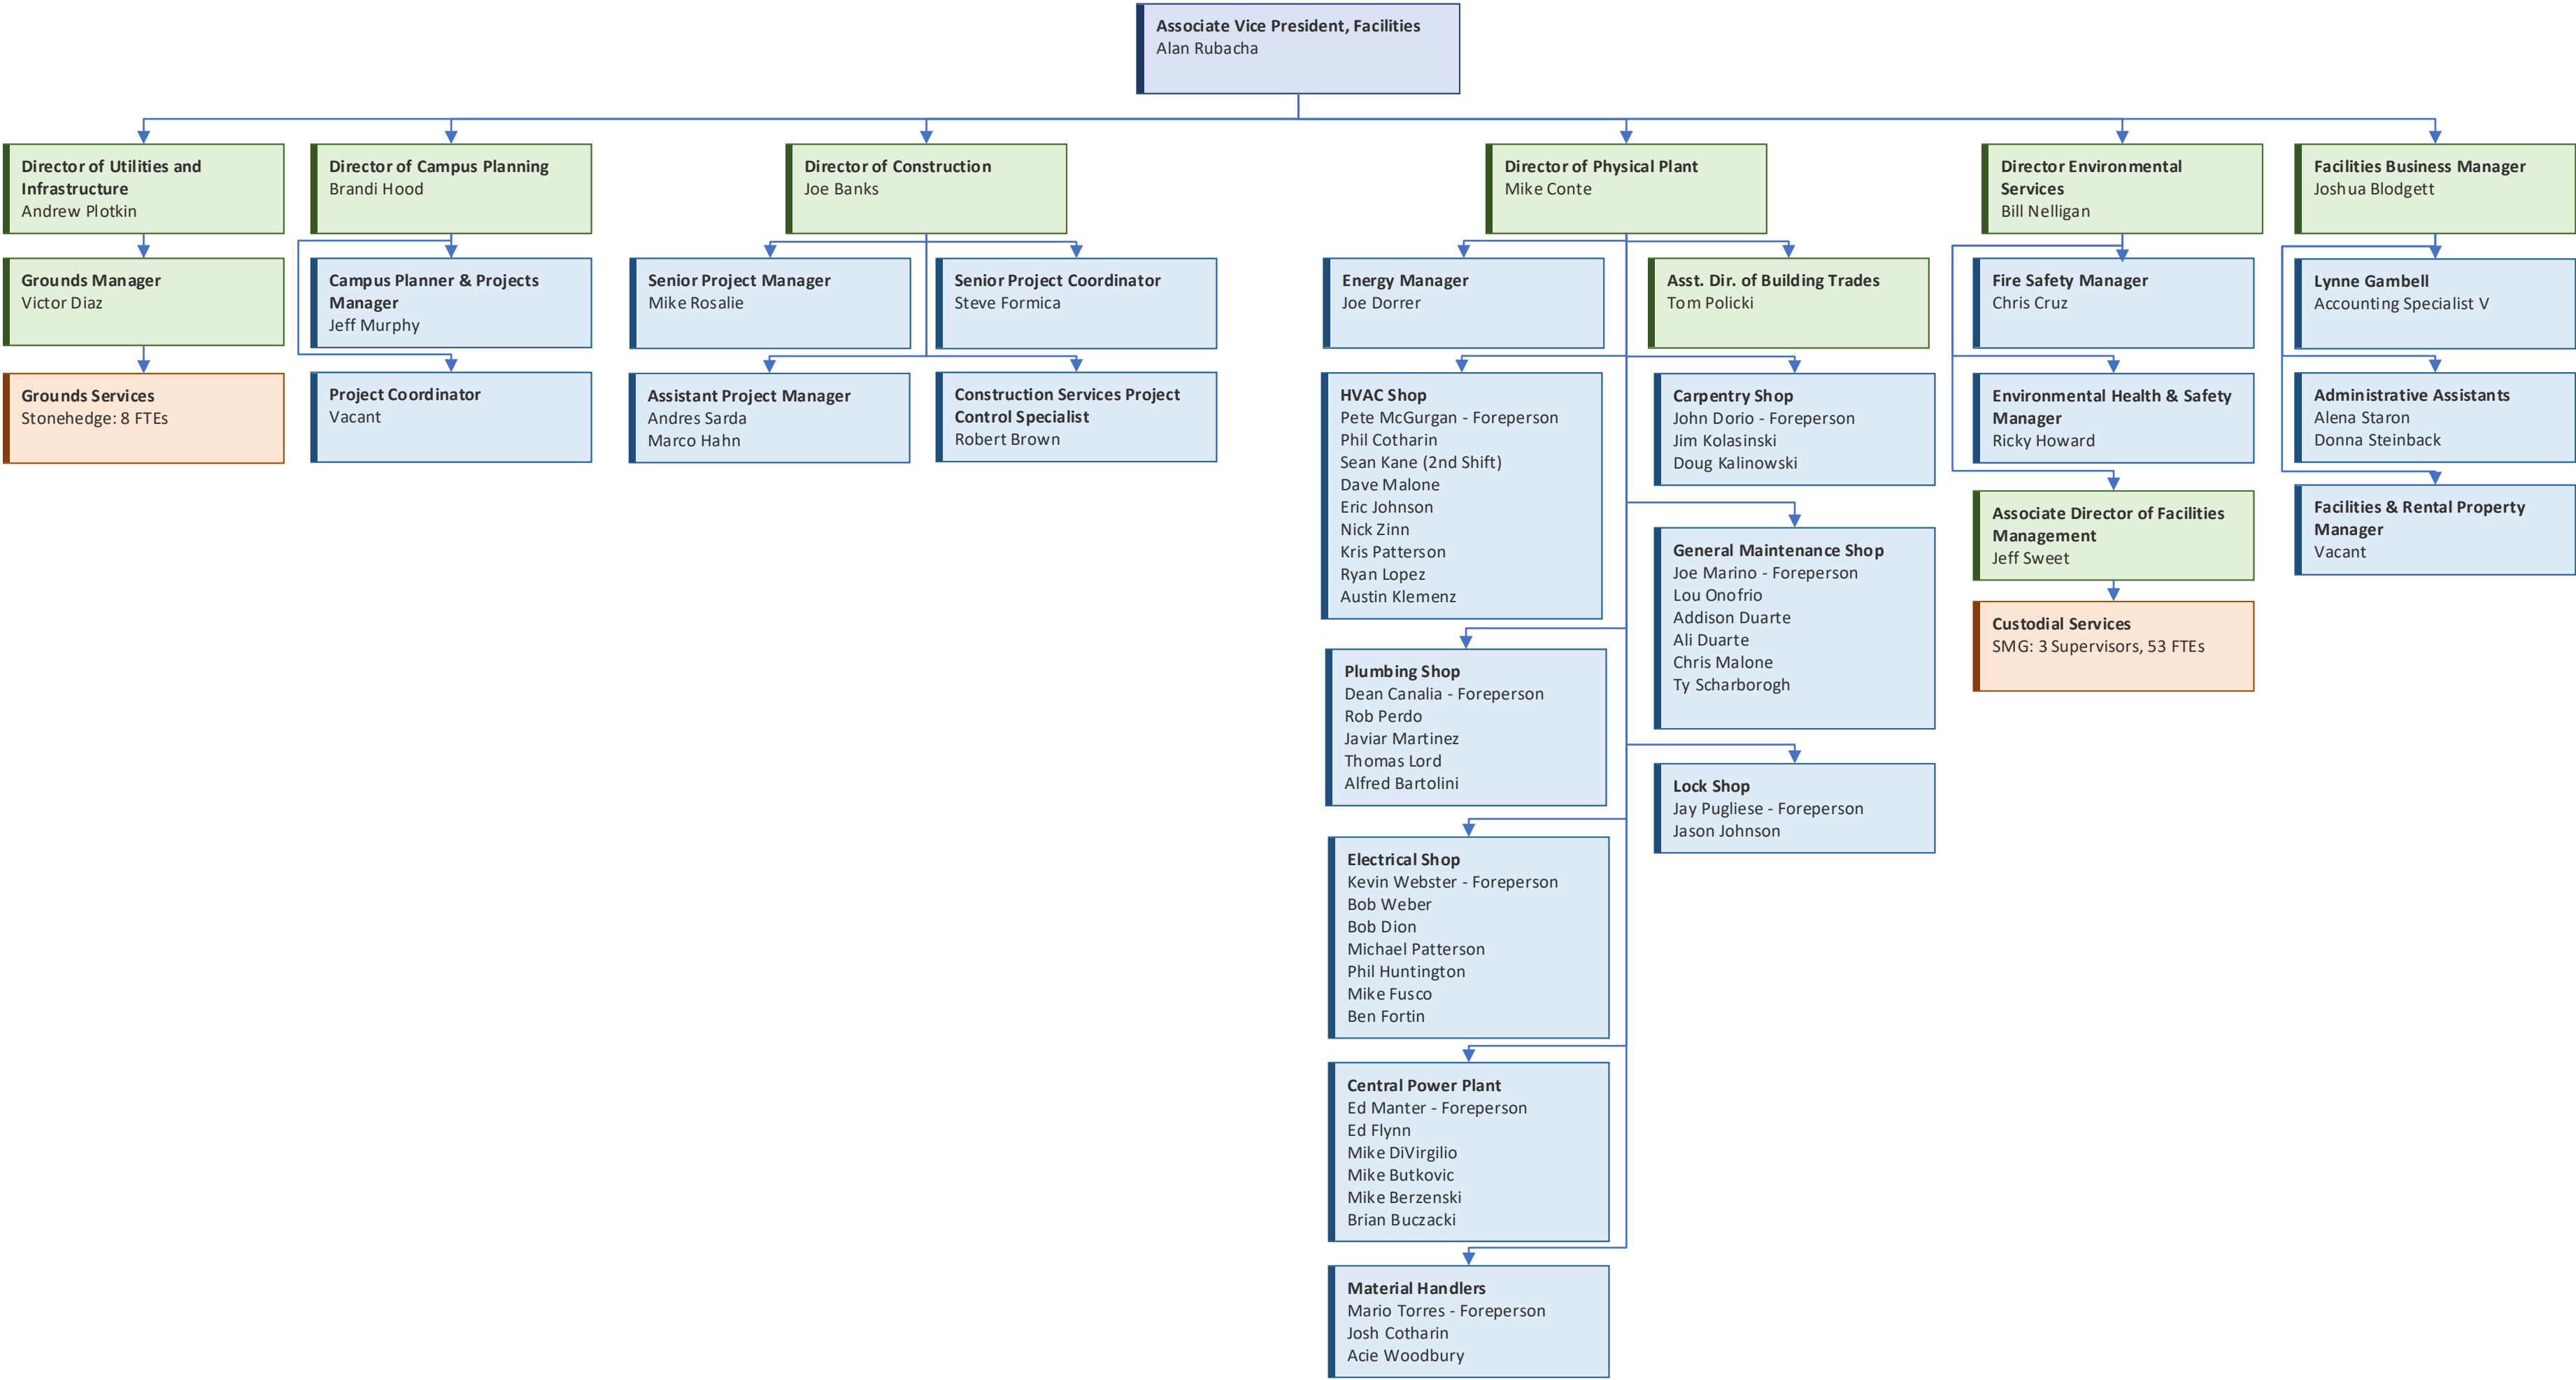 Associate Vice President, Facilities
Alan Rubacha
Director of Utilities and
Infrastructure
Andrew Plotkin
Director of Campus Planning
Brandi Hood
Director of Construction
Joe Banks
Director of Physical Plant
Mike Conte
Director Environmental
Services
Bill Nelligan
Facilities Business Manager
Joshua Blodgett
Grounds Manager
Victor Diaz
Campus Planner & Projects
Manager
Jeff Murphy
Senior Project Manager
Mike Rosalie
Senior Project Coordinator
Steve Formica
Energy Manager
Joe Dorrer
Asst. Dir. of Building Trades
Tom Policki
Fire Safety Manager
Chris Cruz
Lynne Gambell
Accounting Specialist V
Grounds Services
Stonehedge: 8 FTEs
Project Coordinator
Vacant
Assistant Project Manager
Andres Sarda
Marco Hahn
Construction Services Project
Control Specialist
Robert Brown
HVAC Shop
Pete McGurgan - Foreperson
Phil Cotharin
Sean Kane (2nd Shift)
Dave Malone
Eric Johnson
Nick Zinn
Kris Patterson
Ryan Lopez
Austin Klemenz
Carpentry Shop
John Dorio - Foreperson
Jim Kolasinski
Doug Kalinowski
Environmental Health & Safety
Manager
Ricky Howard
Administrative Assistants
Alena Staron
Donna Steinback
General Maintenance Shop
Joe Marino - Foreperson
Lou Onofrio
Addison Duarte
Ali Duarte
Chris Malone
Ty Scharborogh
Associate Director of Facilities
Management
Jeff Sweet
Facilities & Rental Property
Manager
Vacant
Custodial Services
SMG: 3 Supervisors, 53 FTEs
Plumbing Shop
Dean Canalia - Foreperson
Rob Perdo
Javiar Martinez
Thomas Lord
Alfred Bartolini
Lock Shop
Jay Pugliese - Foreperson
Jason Johnson
Electrical Shop
Kevin Webster - Foreperson
Bob Weber
Bob Dion
Michael Patterson
Phil Huntington
Mike Fusco
Ben Fortin
Central Power Plant
Ed Manter - Foreperson
Ed Flynn
Mike DiVirgilio
Mike Butkovic
Mike Berzenski
Brian Buczacki
Material Handlers
Mario Torres - Foreperson
Josh Cotharin
Acie Woodbury